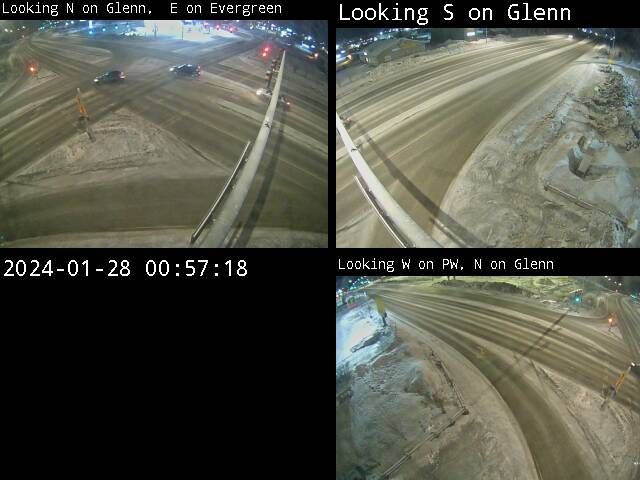 Looking N on Glenn,  E on Evergreen
Looking S on Glenn
2024-01-28 00:57:18
Looking W on PW, N on Glenn